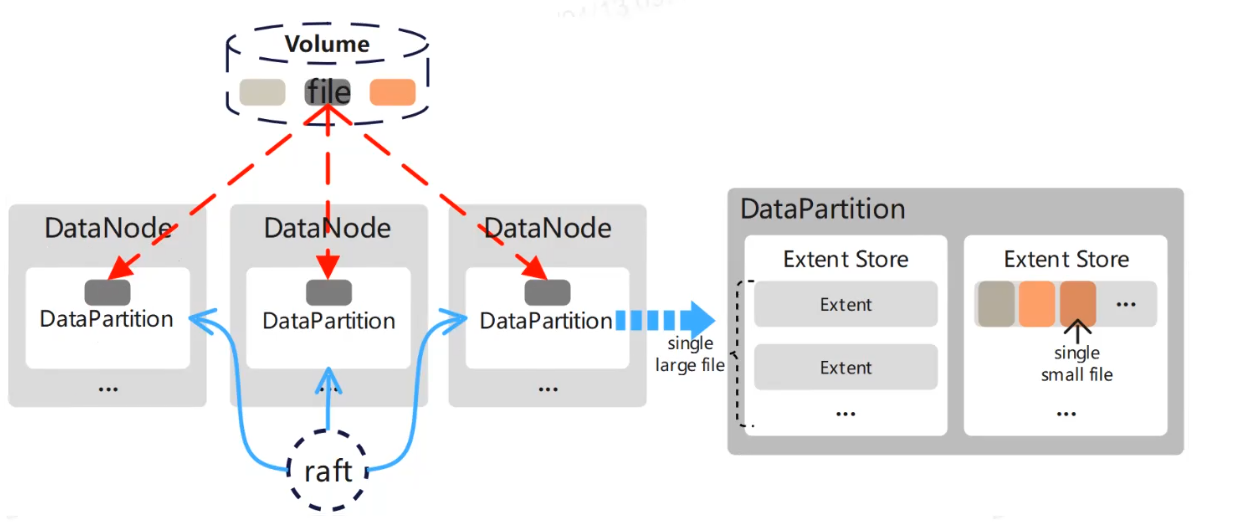 Volume
file
DataNode
DataNode
DataNode
DataPartition
DataPartition
DataPartition
...
...
...
raft
single
large file
DataPartition
Extent Store
Extent
Extent
...
Extent Store
...
single
small file
...